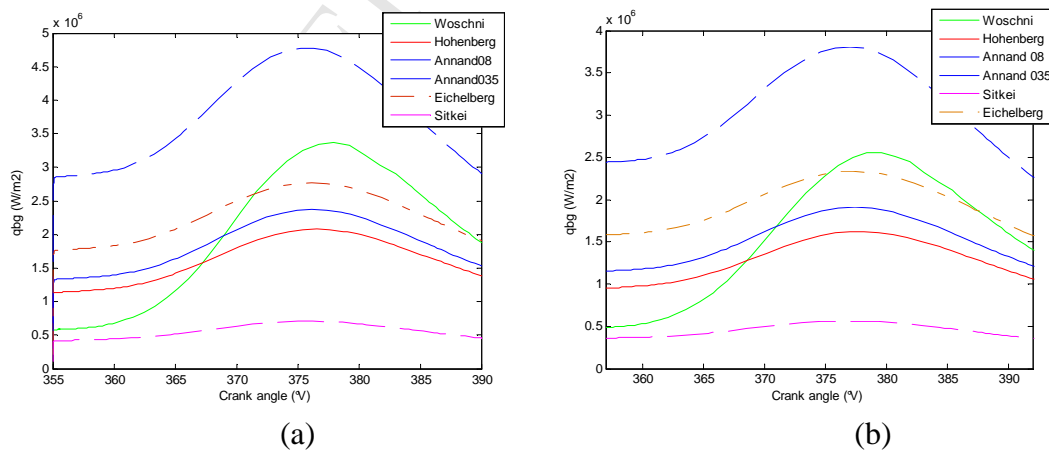 x 10^6
Woschni
Hohenberg
Annand08
Annand035
Eichelberg
Sitkei
5
4.5
4
3.5
3
2.5
2
1.5
1
0.5
0
qbg (W/m2)
355
360
365
370
375
380
385
390
Crank angle (°V)
(a)
x 10^6
Woschni
Hohenberg
Annand 08
Annand 035
Sitkei
Eichelberg
4
3.5
3
2.5
2
1.5
1
0.5
0
qbg (W/m2)
360
365
370
375
380
385
390
Crank angle (°V)
(b)